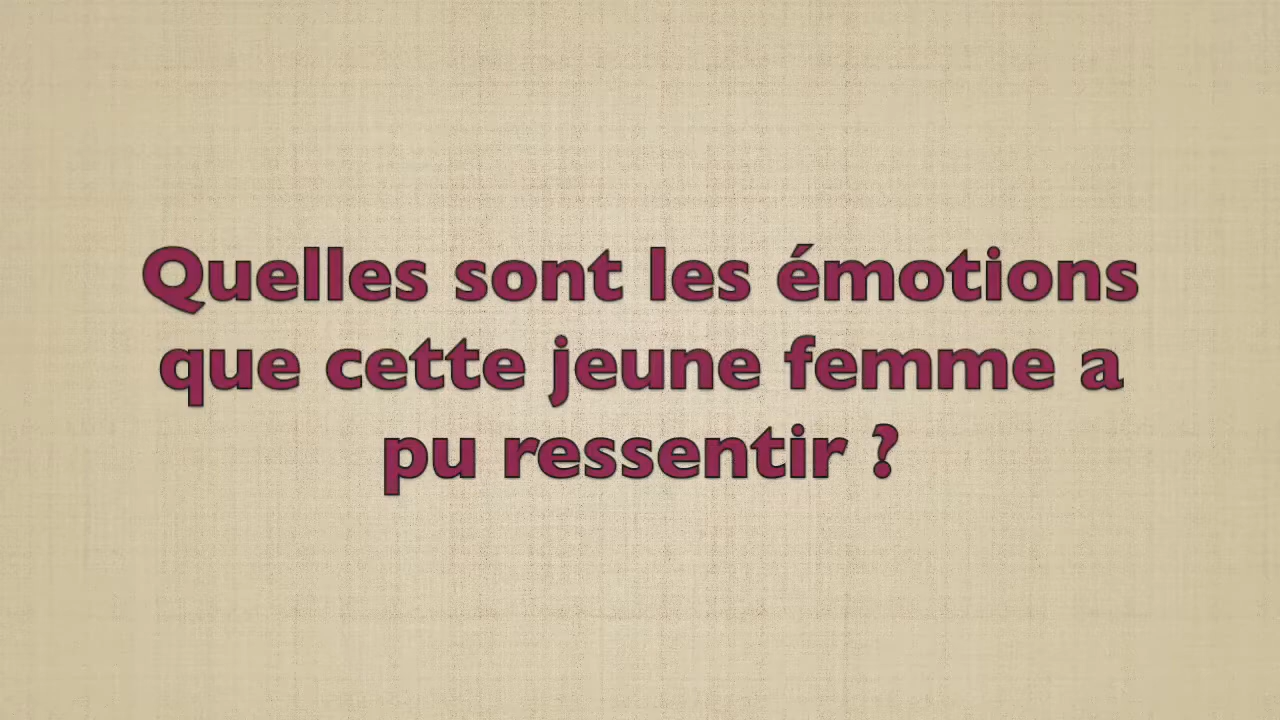 Quelles sont les émotions
que cette jeune femme a
pu ressentir ?